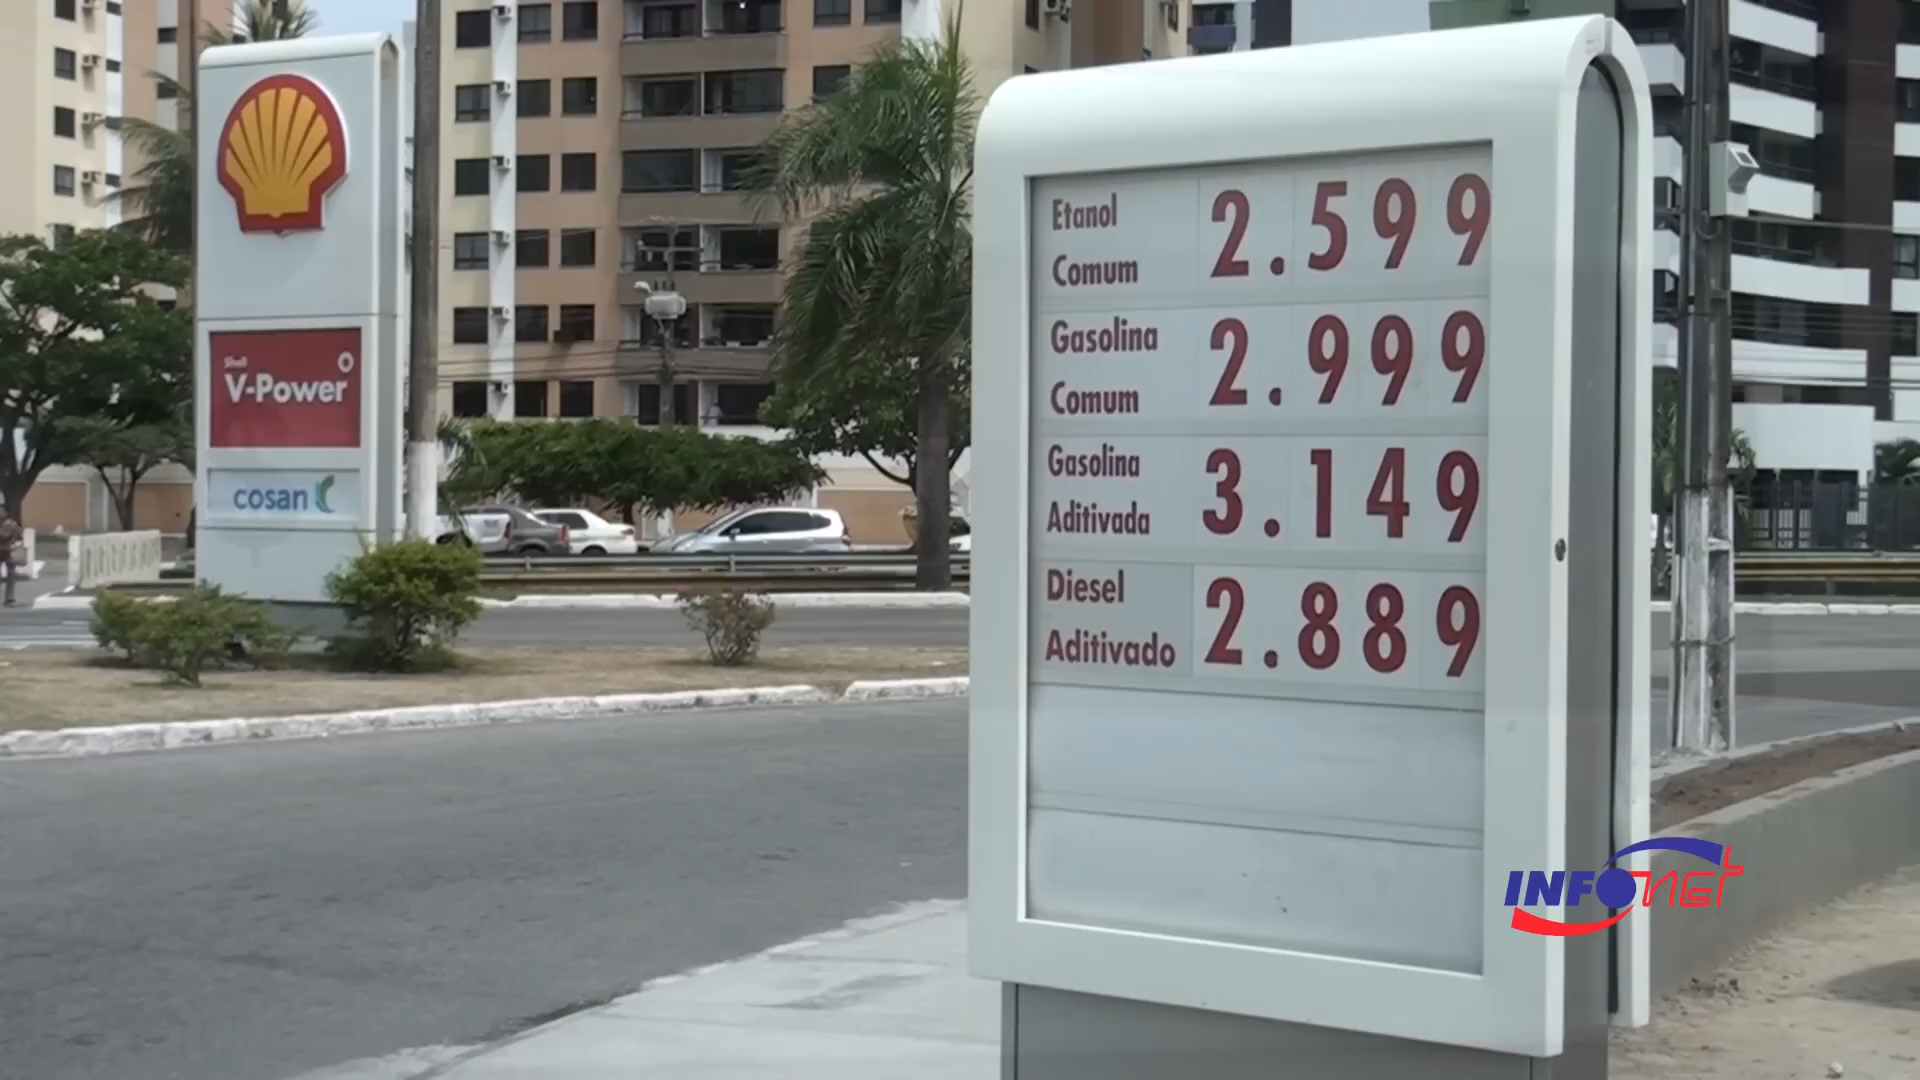 Shell
V-Power
cosan
Etanol
Comum
2.599
Gasolina
Comum
2.999
Gasolina
Aditivada
3.149
Diesel
Aditivado
2.889
INFONET